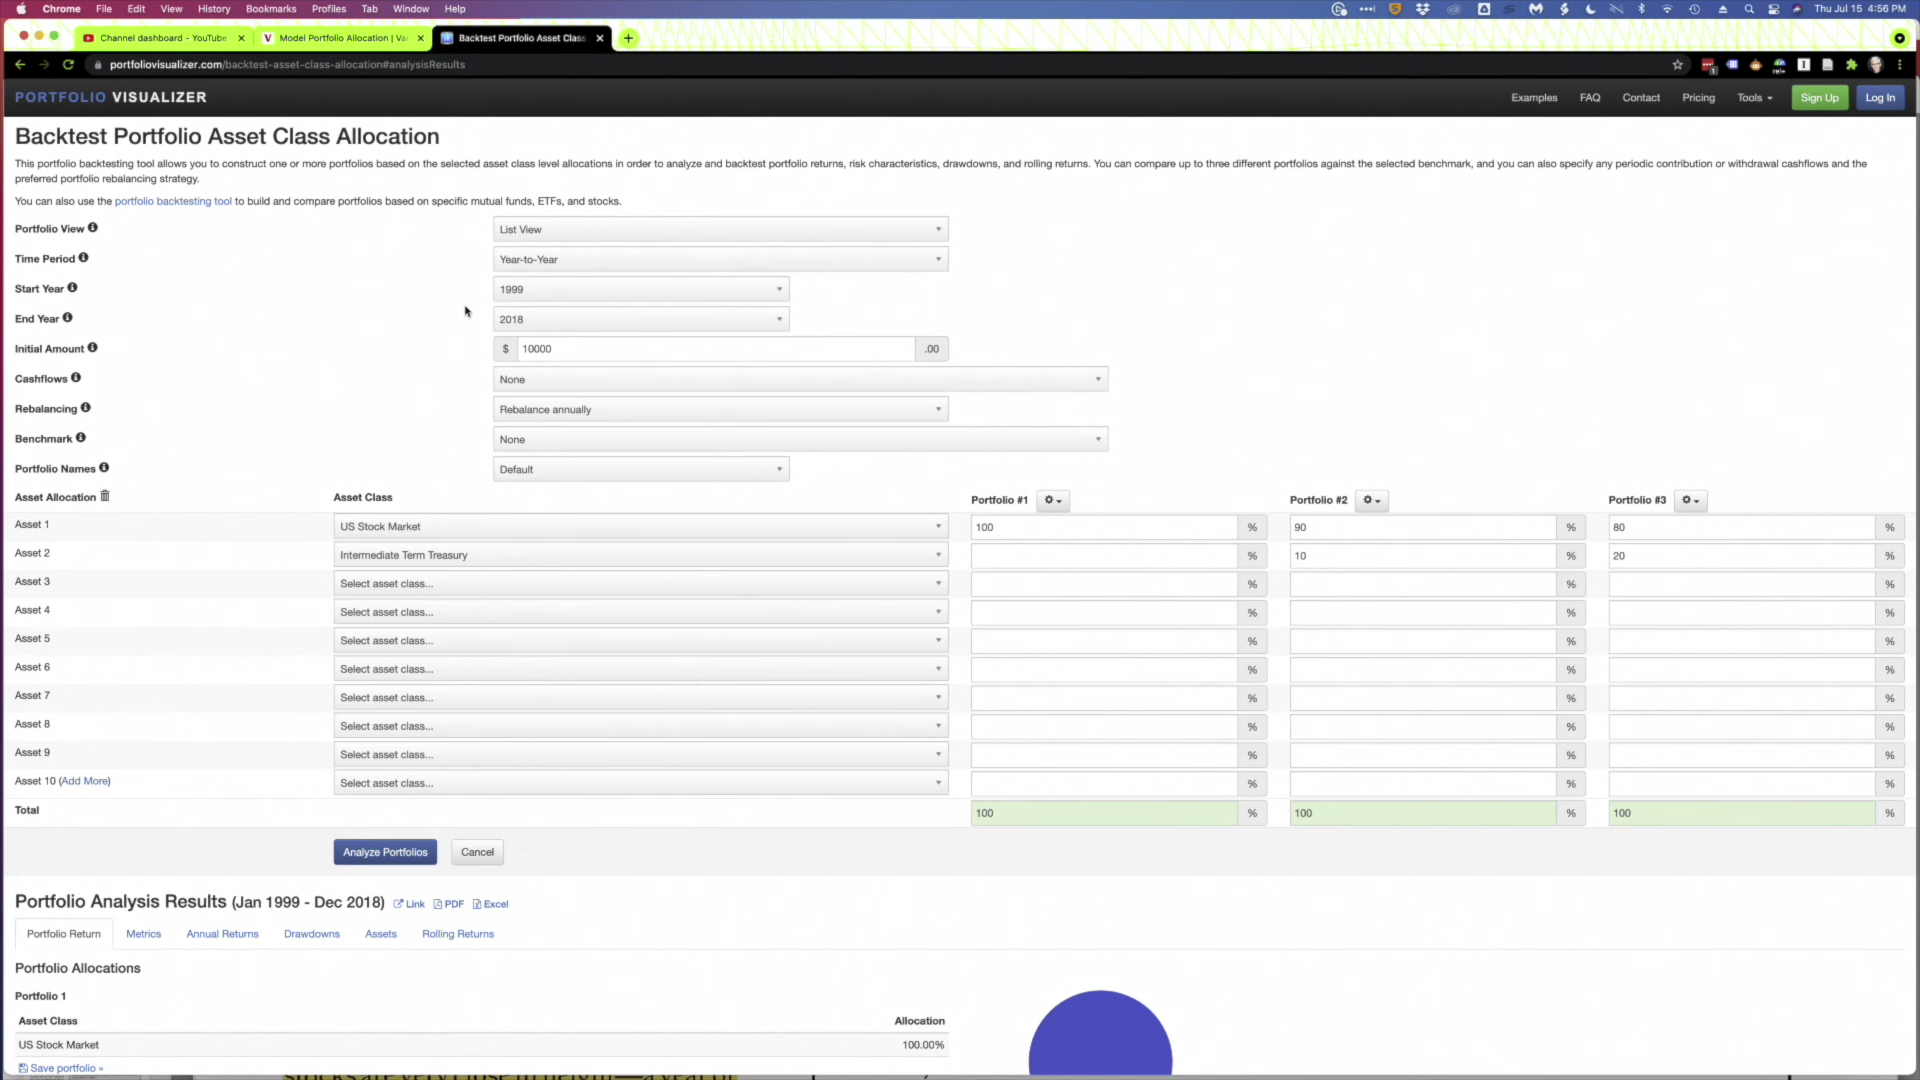 Chrome File Edit View History Bookmarks Profiles Tab Window Help Thu Jul 15 4:56 PM
Channel dashboard - YouTube Model Portfolio Allocation | Va Backtest Portfolio Asset Class
portfoliovisualizer.com/backtest-asset-class-allocation#analysisResults
PORTFOLIO VISUALIZER Examples FAQ Contact Pricing Tools Sign Up Log In
Backtest Portfolio Asset Class Allocation
This portfolio backtesting tool allows you to construct one or more portfolios based on the selected asset class level allocations in order to analyze and backtest portfolio returns, risk characteristics, drawdowns, and rolling returns. You can compare up to three different portfolios against the selected benchmark, and you can also specify any periodic contribution or withdrawal cashflows and the
preferred portfolio rebalancing strategy.
You can also use the portfolio backtesting tool to build and compare portfolios based on specific mutual funds, ETFs, and stocks.
Portfolio View List View
Time Period Year-to-Year
Start Year 1999
End Year 2018
Initial Amount $ 10000 .00
Cashflows None
Rebalancing Rebalance annually
Benchmark None
Portfolio Names Default
Asset Allocation Asset Class Portfolio #1 Portfolio #2 Portfolio #3
Asset 1 US Stock Market 100 % 90 % 80 %
Asset 2 Intermediate Term Treasury % 10 % 20 %
Asset 3 Select asset class... % % %
Asset 4 Select asset class... % % %
Asset 5 Select asset class... % % %
Asset 6 Select asset class... % % %
Asset 7 Select asset class... % % %
Asset 8 Select asset class... % % %
Asset 9 Select asset class... % % %
Asset 10 (Add More) Select asset class... % % %
Total 100 % 100 % 100 %
Analyze Portfolios Cancel
Portfolio Analysis Results (Jan 1999 - Dec 2018) Link PDF Excel
Portfolio Return Metrics Annual Returns Drawdowns Assets Rolling Returns
Portfolio Allocations
Portfolio 1
Asset Class Allocation
US Stock Market 100.00%
Save portfolio »